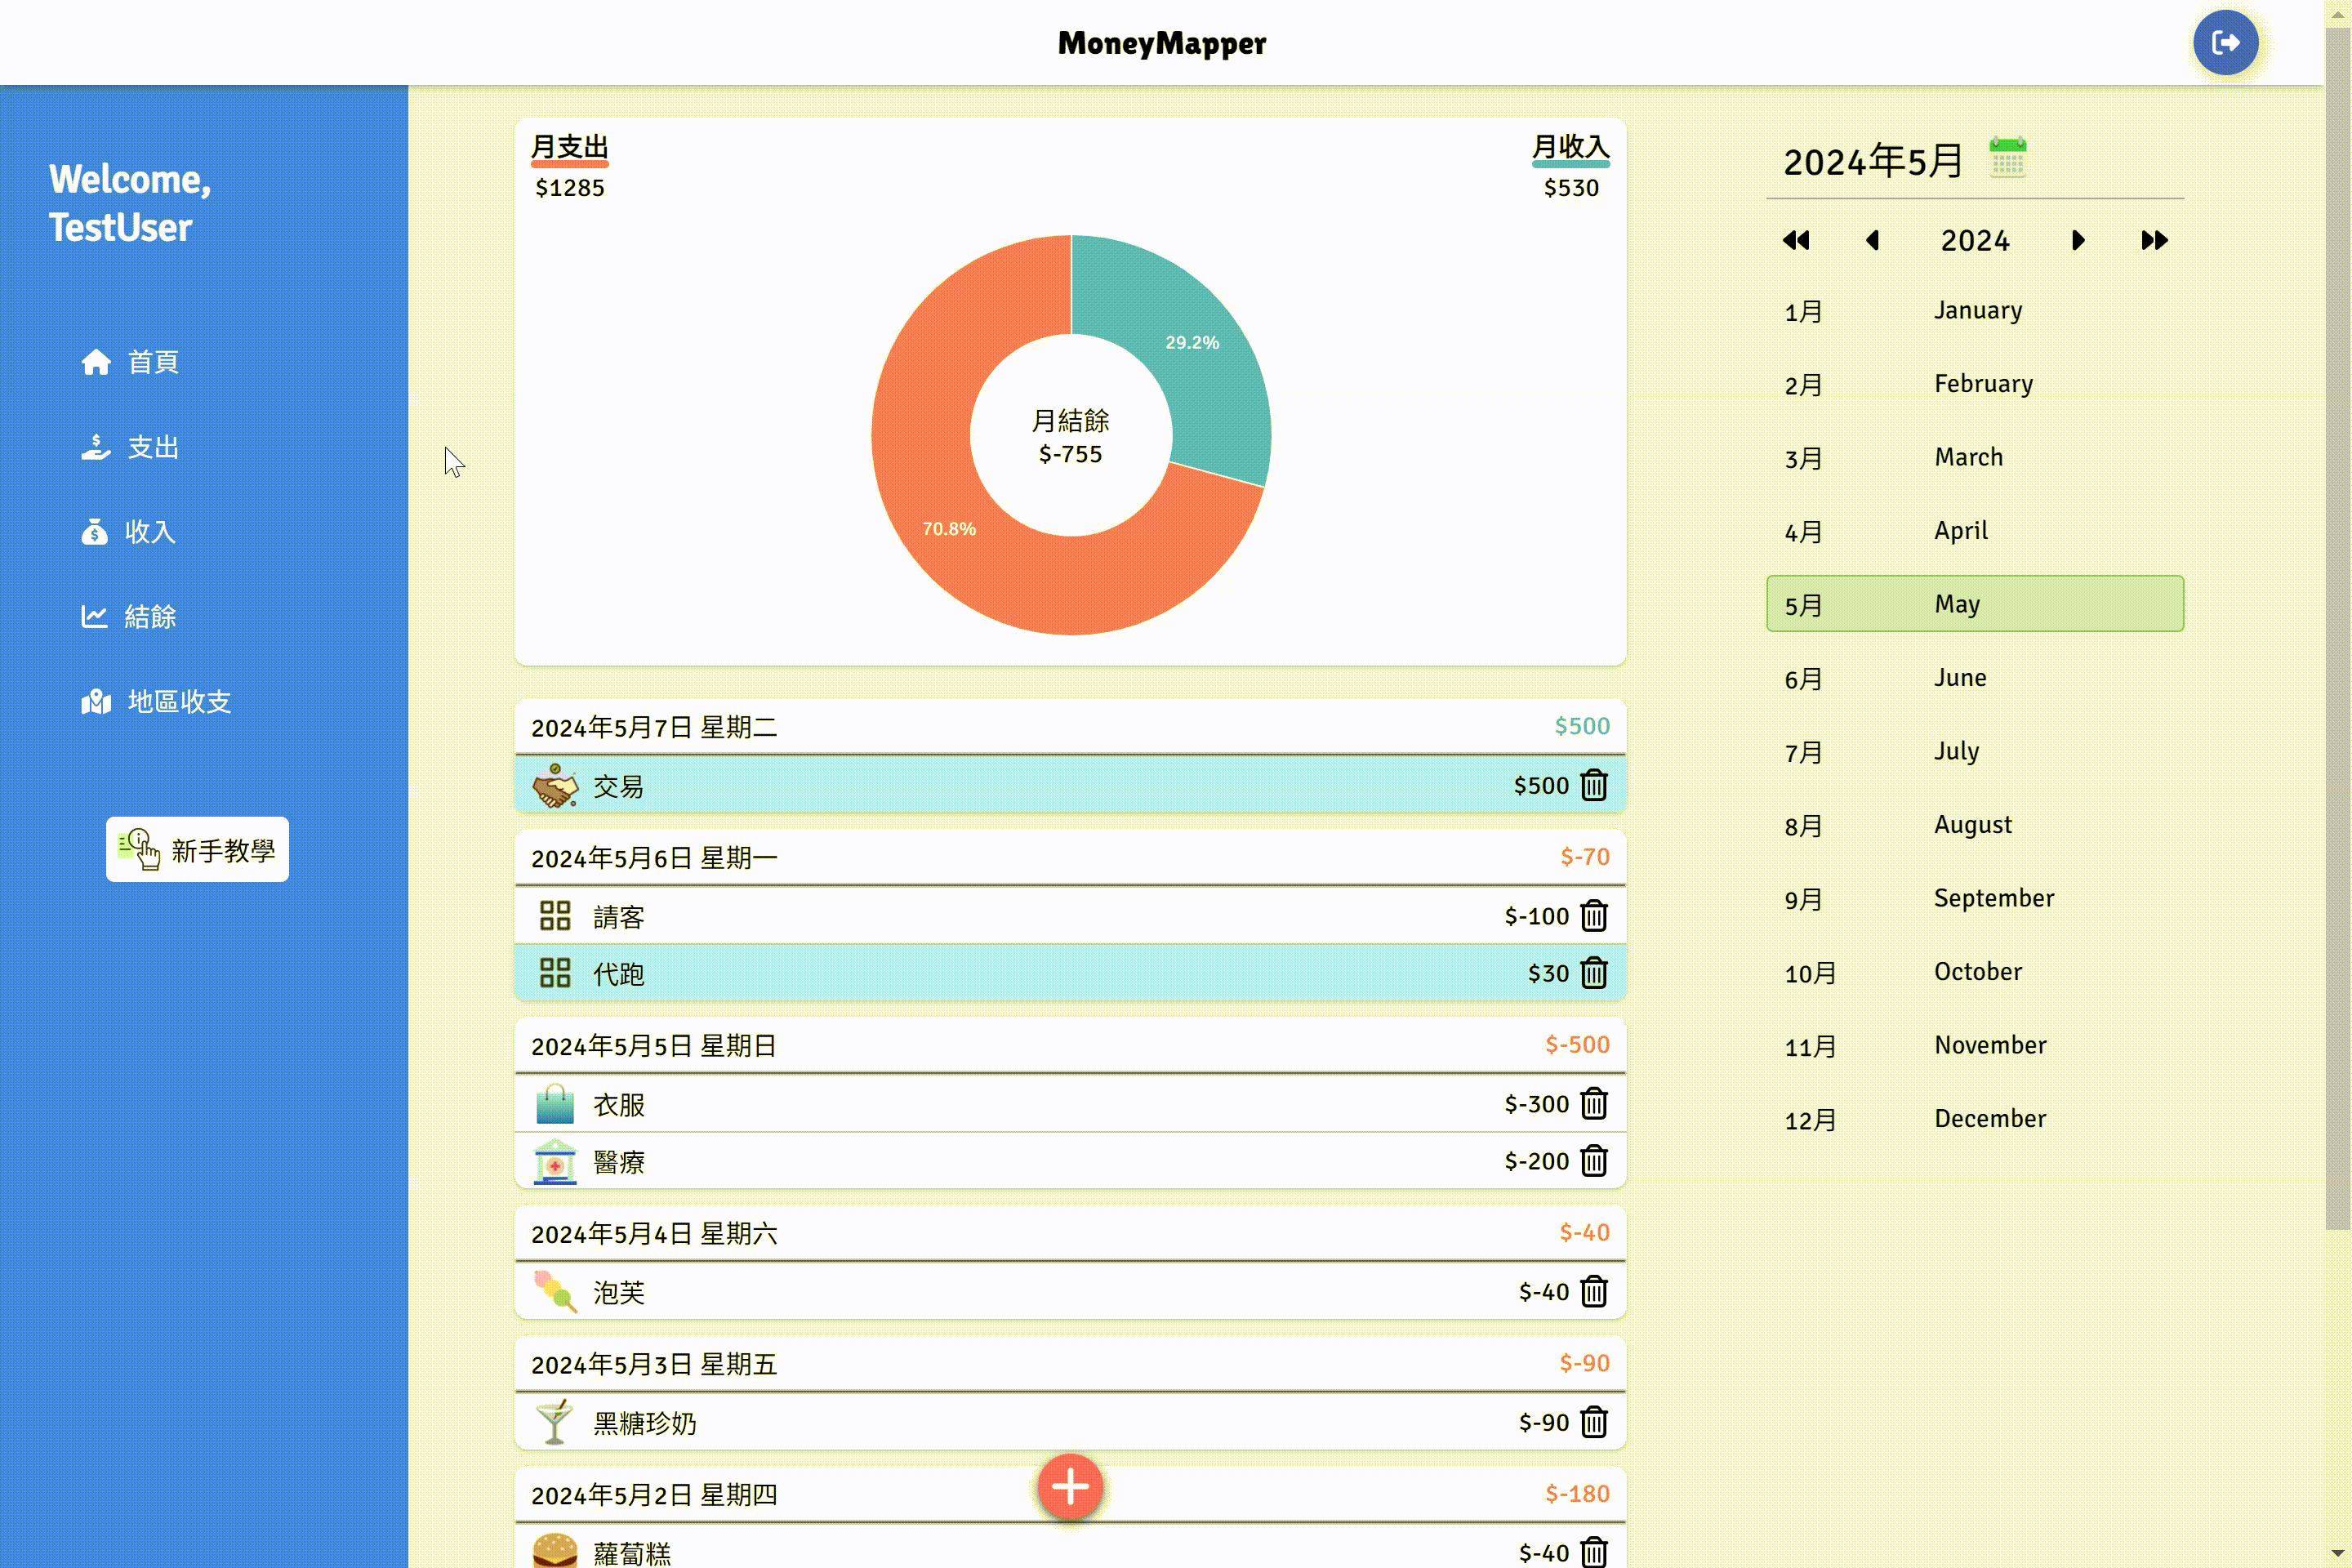 MoneyMapper
Welcome,
TestUser
首頁
支出
收入
結餘
地區收支
新手教學
月支出
$1285
月收入
$530
29.2%
月結餘
$-755
70.8%
2024年5月7日 星期二 $500
交易 $500
2024年5月6日 星期一 $-70
請客 $-100
代跑 $30
2024年5月5日 星期日 $-500
衣服 $-300
醫療 $-200
2024年5月4日 星期六 $-40
泡芙 $-40
2024年5月3日 星期五 $-90
黑糖珍奶 $-90
2024年5月2日 星期四 $-180
蘿蔔糕 $-40
2024年5月
2024
1月 January
2月 February
3月 March
4月 April
5月 May
6月 June
7月 July
8月 August
9月 September
10月 October
11月 November
12月 December